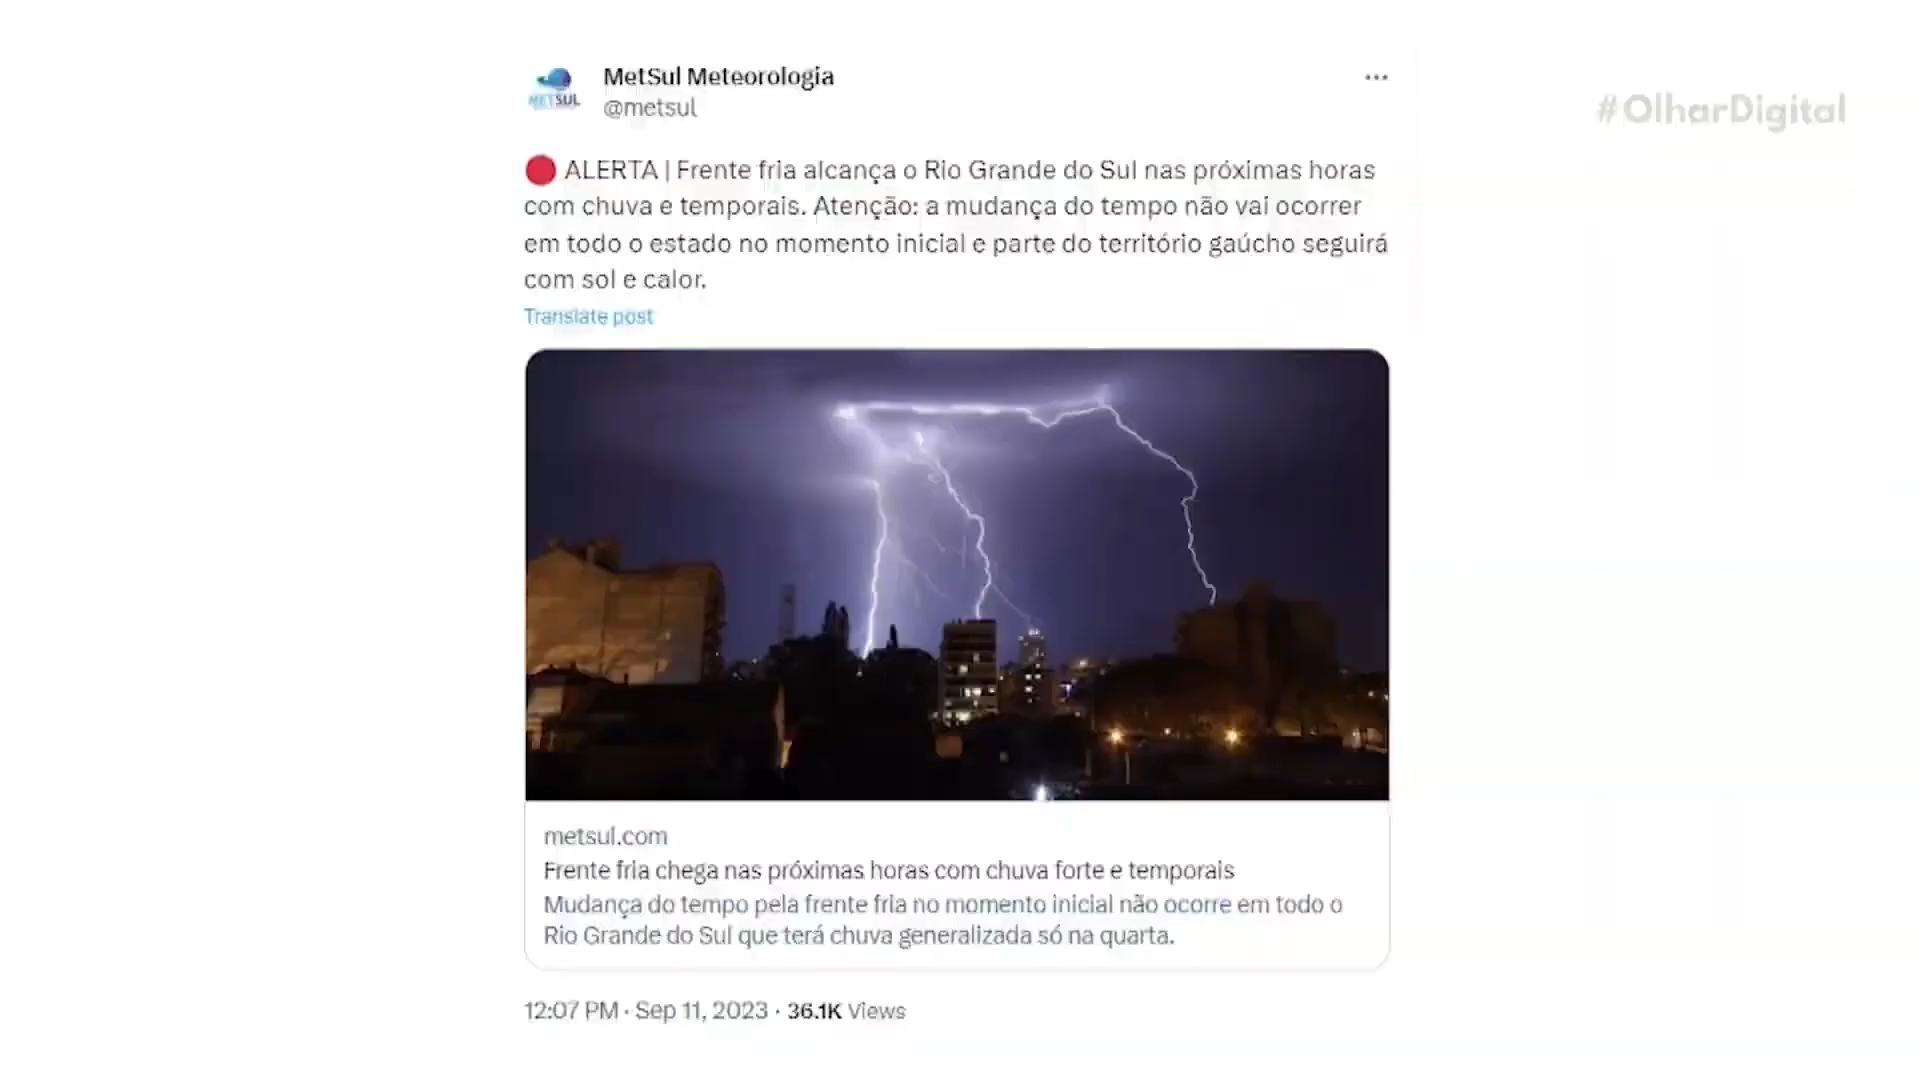 MetSul Meteorologia
@metsul
METSUL
#OlharDigital
🔴 ALERTA | Frente fria alcança o Rio Grande do Sul nas próximas horas
com chuva e temporais. Atenção: a mudança do tempo não vai ocorrer
em todo o estado no momento inicial e parte do território gaúcho seguirá
com sol e calor.
Translate post
metsul.com
Frente fria chega nas próximas horas com chuva forte e temporais
Mudança do tempo pela frente fria no momento inicial não ocorre em todo o
Rio Grande do Sul que terá chuva generalizada só na quarta.
12:07 PM · Sep 11, 2023 · 36.1K Views